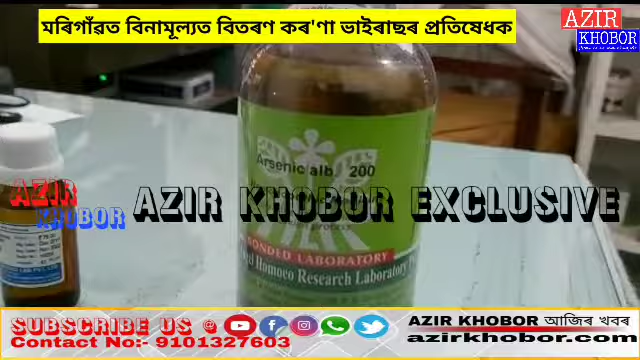 মৰিগাঁৱত বিনামূল্যত বিতৰণ কৰ'ণা ভাইৰাছৰ প্ৰতিষেধক
AZIR
KHOBOR
Arsenic alb. 200
AZIR
KHOBOR
AZIR KHOBOR EXCLUSIVE
BONDED LABORATORY
Homoeo Research Laboratory
SUBSCRIBE US @
Contact No:- 9101327603
AZIR KHOBOR আজিৰ খবৰ
azirkhobor.com